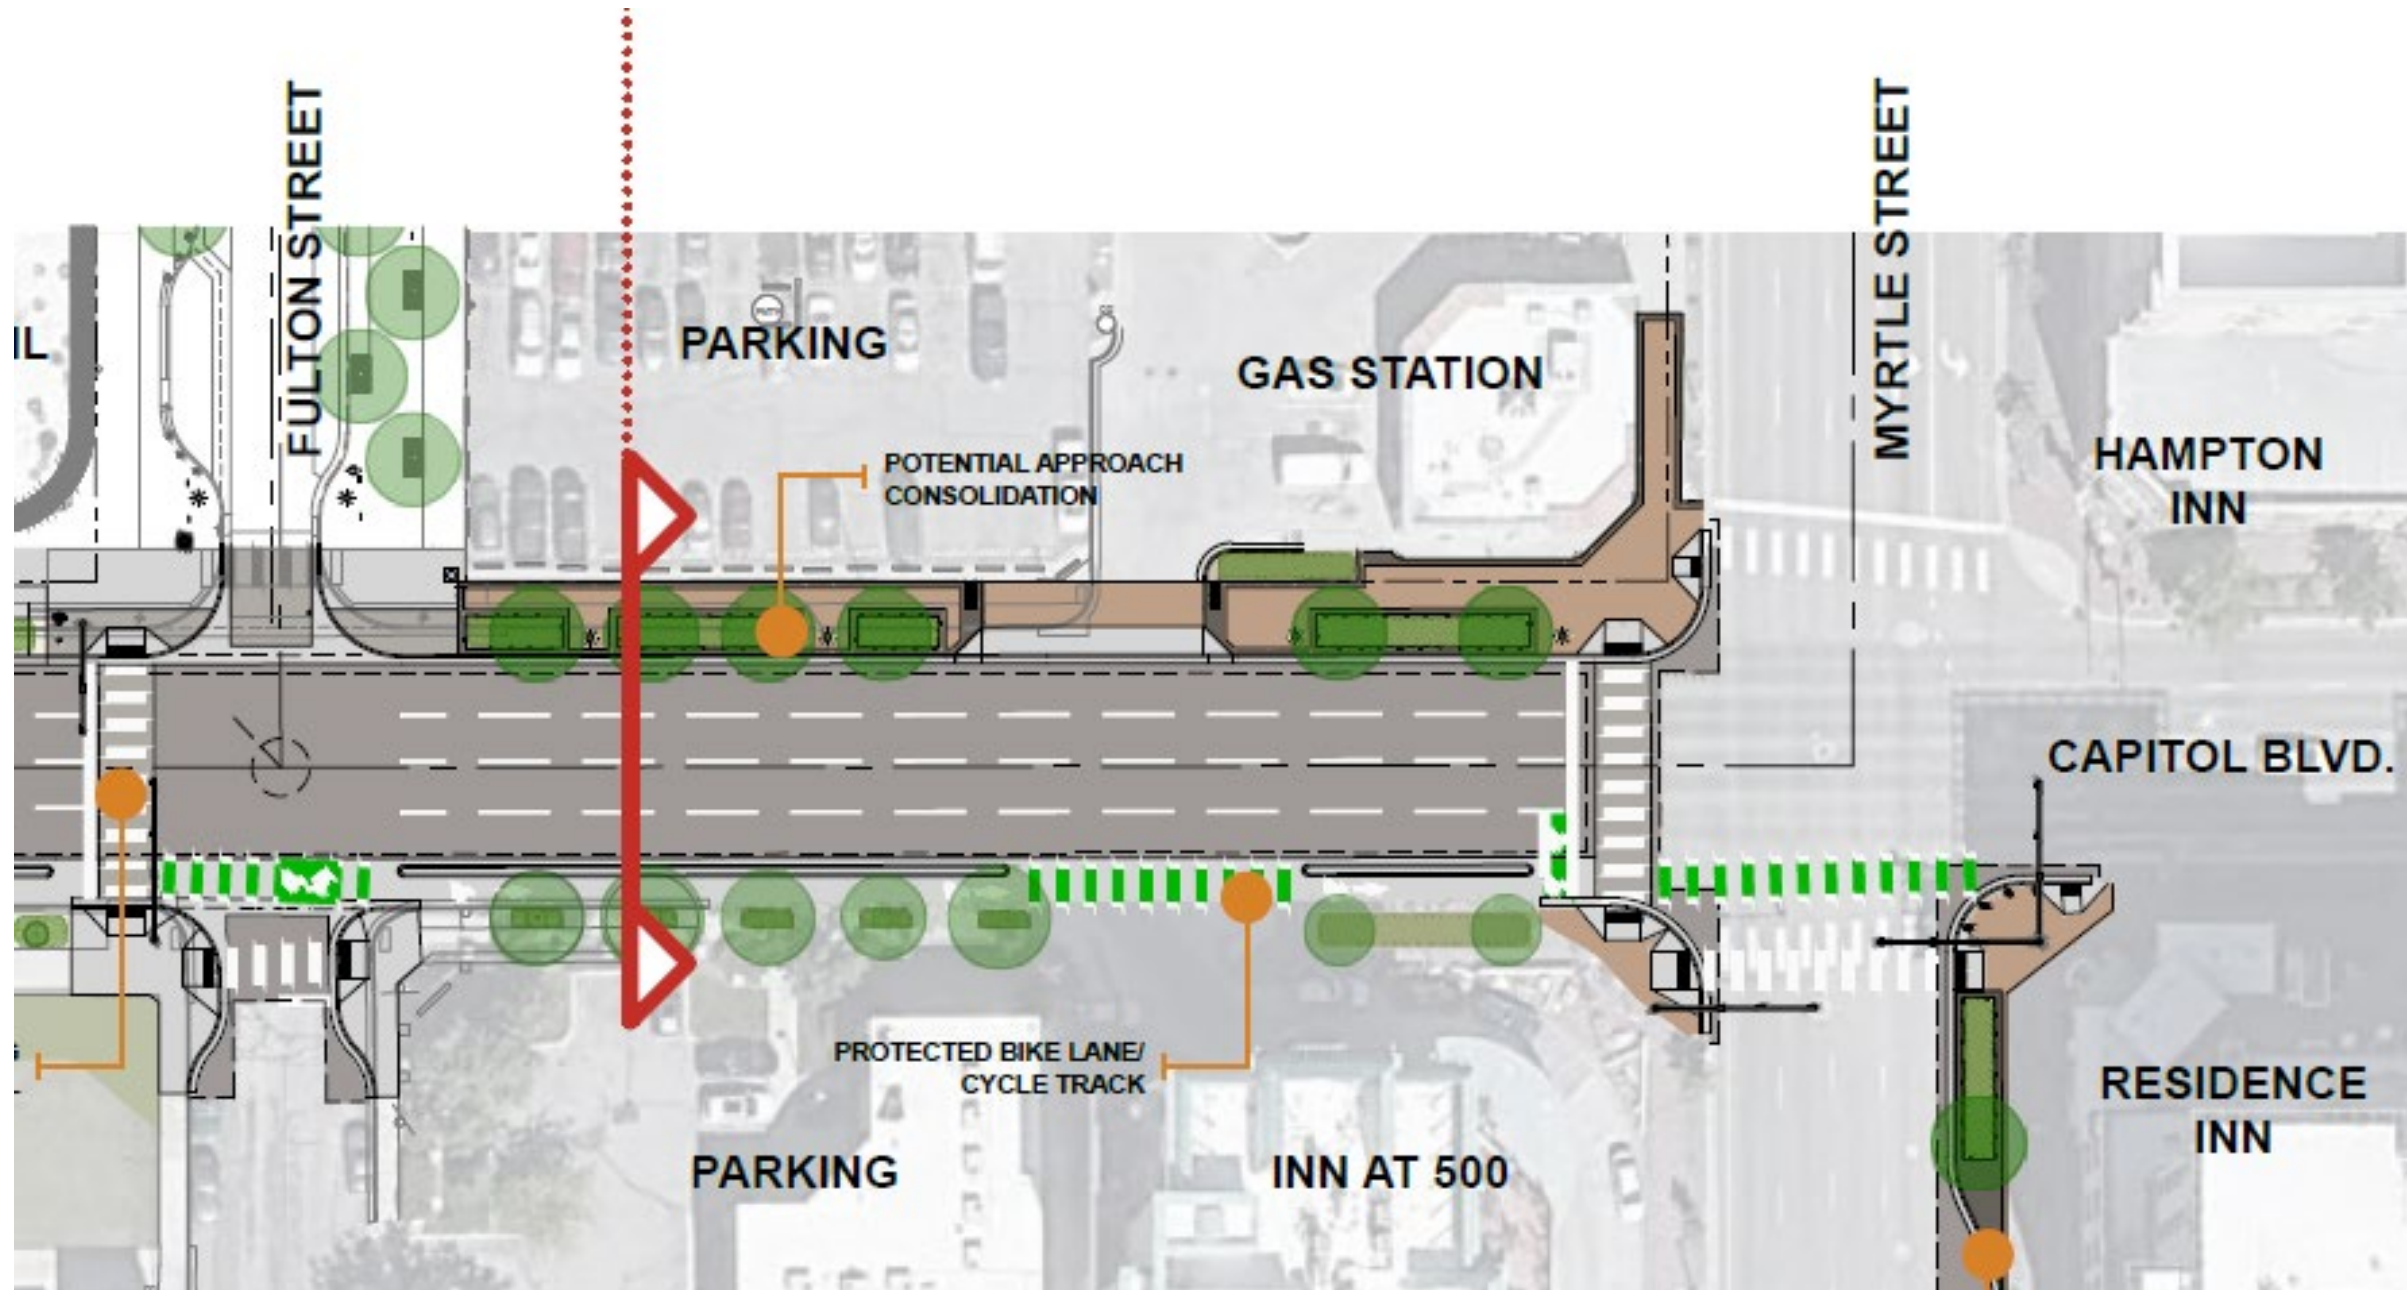 FULTON STREET
MYRTLE STREET
IL
PARKING
GAS STATION
POTENTIAL APPROACH
CONSOLIDATION
HAMPTON
INN
CAPITOL BLVD.
PROTECTED BIKE LANE/
CYCLE TRACK
RESIDENCE
INN
PARKING
INN AT 500